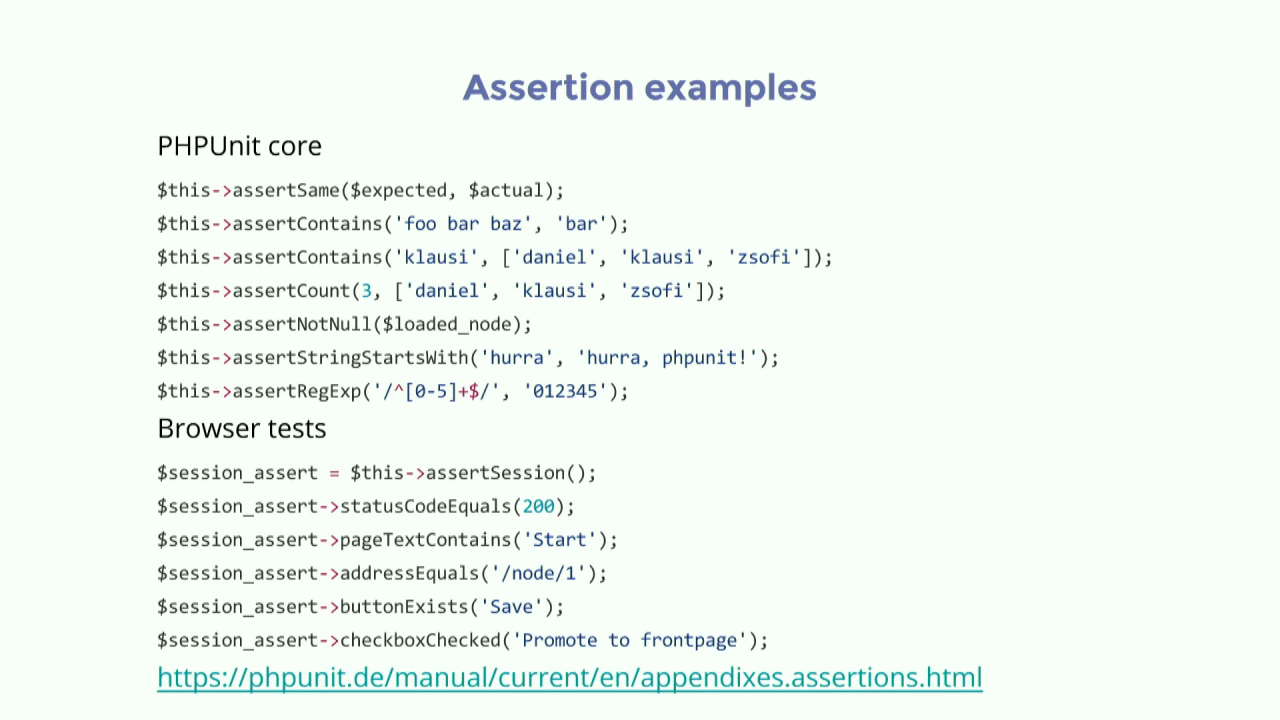 Assertion examples
PHPUnit core
$this->assertSame($expected, $actual);
$this->assertContains('foo bar baz', 'bar');
$this->assertContains('klausi', ['daniel', 'klausi', 'zsofi']);
$this->assertCount(3, ['daniel', 'klausi', 'zsofi']);
$this->assertNotNull($loaded_node);
$this->assertStringStartsWith('hurra', 'hurra, phpunit!');
$this->assertRegExp('/^[0-5]+$/', '012345');
Browser tests
$session_assert = $this->assertSession();
$session_assert->statusCodeEquals(200);
$session_assert->pageTextContains('Start');
$session_assert->addressEquals('/node/1');
$session_assert->buttonExists('Save');
$session_assert->checkboxChecked('Promote to frontpage');
https://phpunit.de/manual/current/en/appendixes.assertions.html